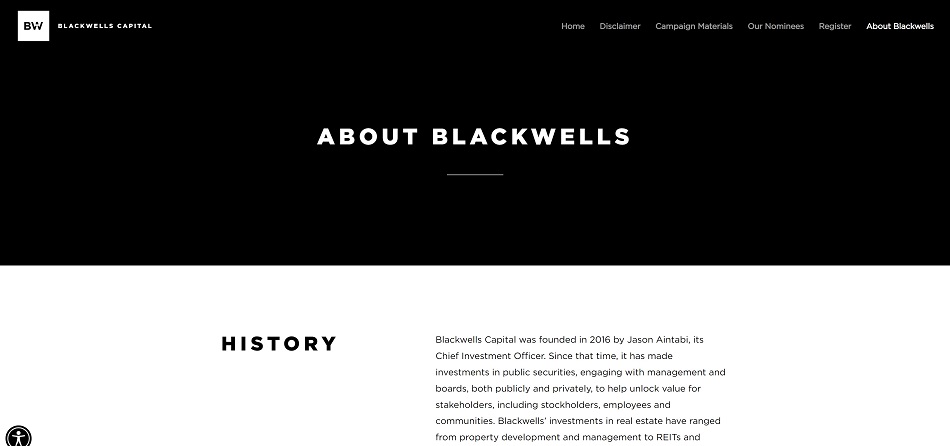 BW BLACKWELLS CAPITAL Home Disclaimer Campaign Materials Our Nominees Register About Blackwells
ABOUT BLACKWELLS
HISTORY
Blackwells Capital was founded in 2016 by Jason Aintabi, its
Chief Investment Officer. Since that time, it has made
investments in public securities, engaging with management and
boards, both publicly and privately, to help unlock value for
stakeholders, including stockholders, employees and
communities. Blackwells' investments in real estate have ranged
from property development and management to REITs and